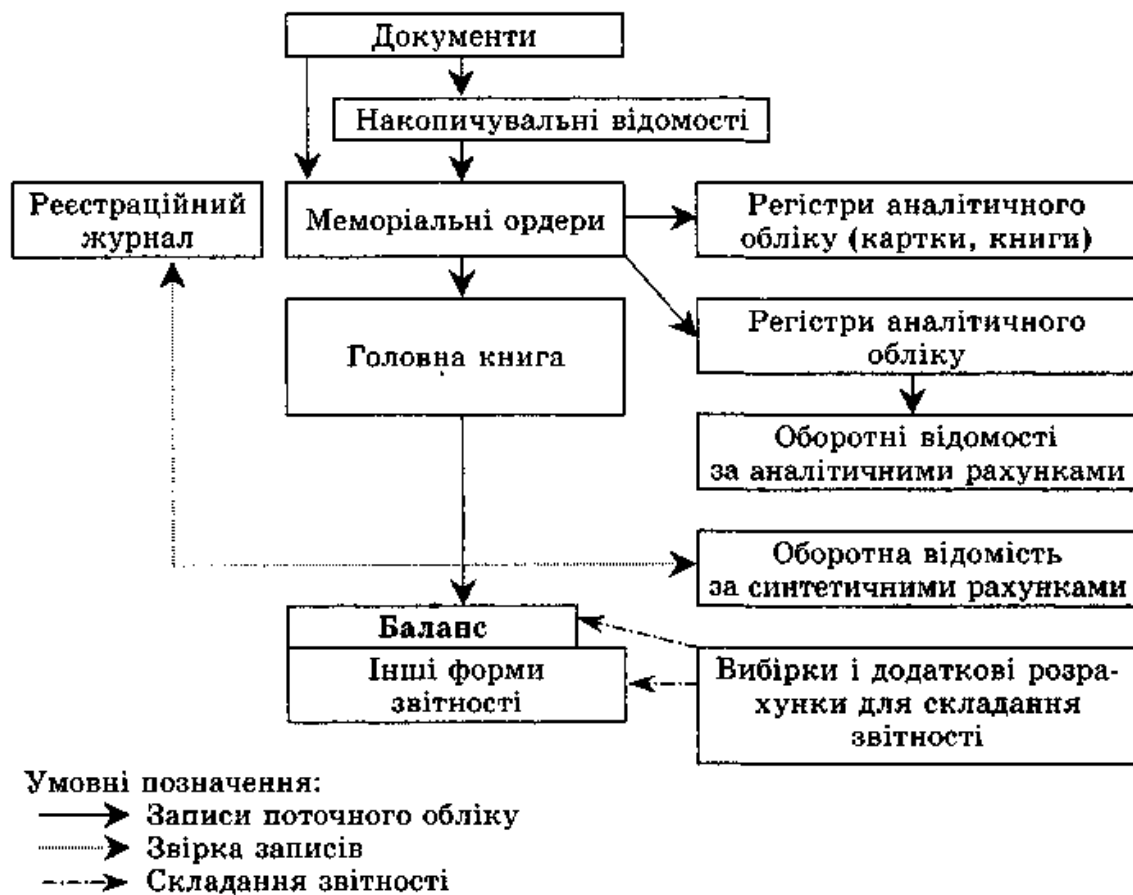 Документи
Накопичувальні відомості
Реєстраційний
журнал
Меморіальні ордери
Регістри аналітичного
обліку (картки, книги)
Головна книга
Регістри аналітичного
обліку
Оборотні відомості
за аналітичними рахунками
Оборотна відомість
за синтетичними рахунками
Баланс
Інші форми
звітності
Вибірки і додаткові розра-
хунки для складання
звітності
Умовні позначення:
Записи поточного обліку
Звірка записів
Складання звітності